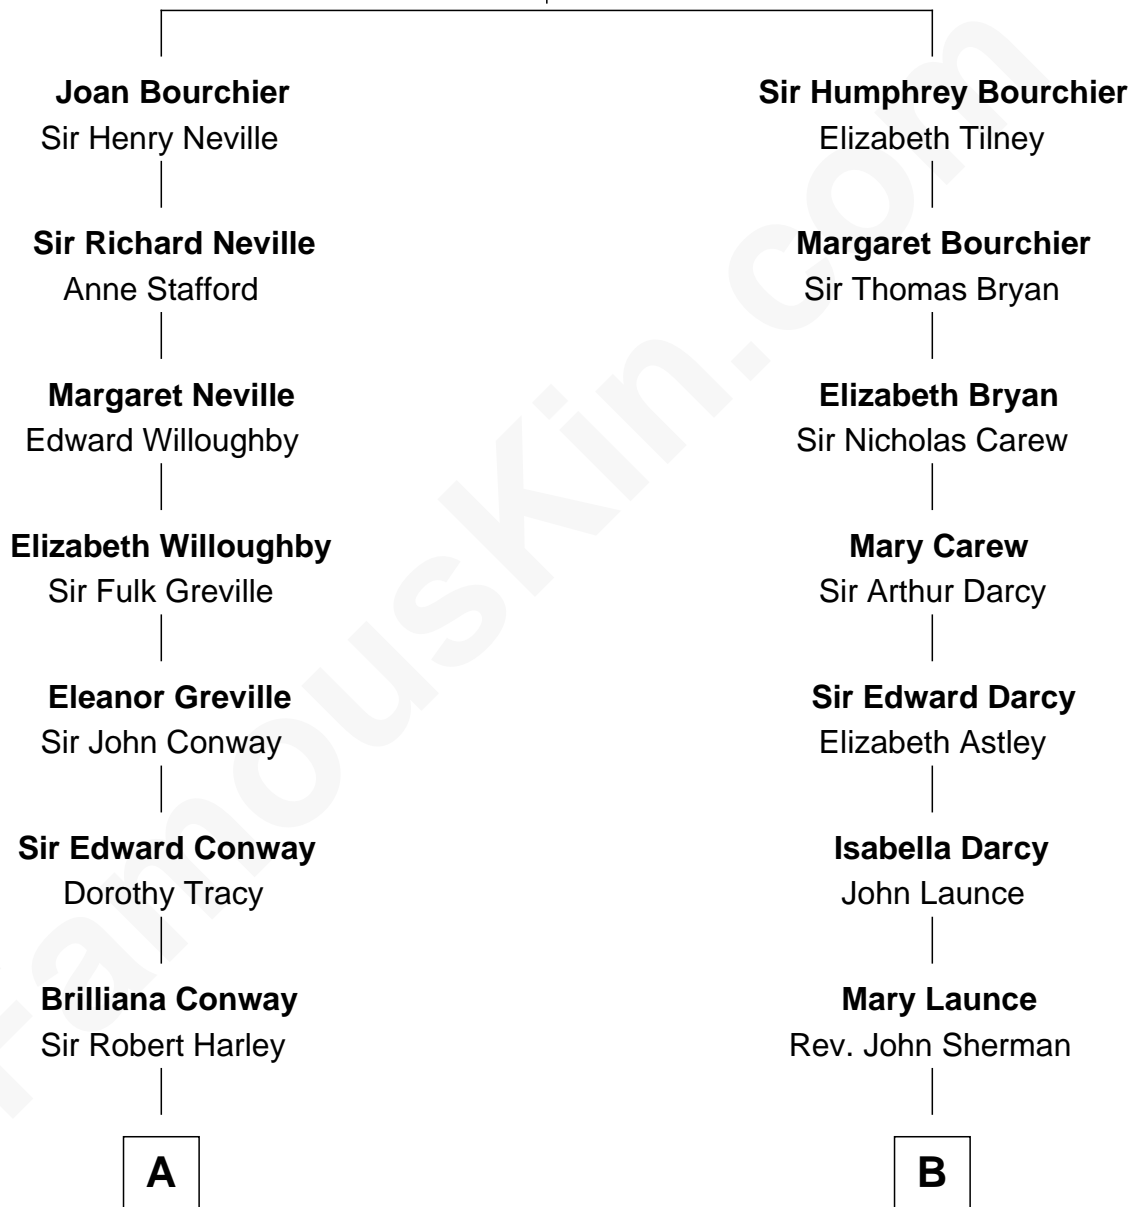 Joan Bourchier
Sir Henry Neville
Sir Richard Neville
Anne Stafford
Margaret Neville
Edward Willoughby
Elizabeth Willoughby
Sir Fulk Greville
Eleanor Greville
Sir John Conway
Sir Edward Conway
Dorothy Tracy
Brilliana Conway
Sir Robert Harley
A
Sir Humphrey Bourchier
Elizabeth Tilney
Margaret Bourchier
Sir Thomas Bryan
Elizabeth Bryan
Sir Nicholas Carew
Mary Carew
Sir Arthur Darcy
Sir Edward Darcy
Elizabeth Astley
Isabella Darcy
John Launce
Mary Launce
Rev. John Sherman
B
FamousKin.com